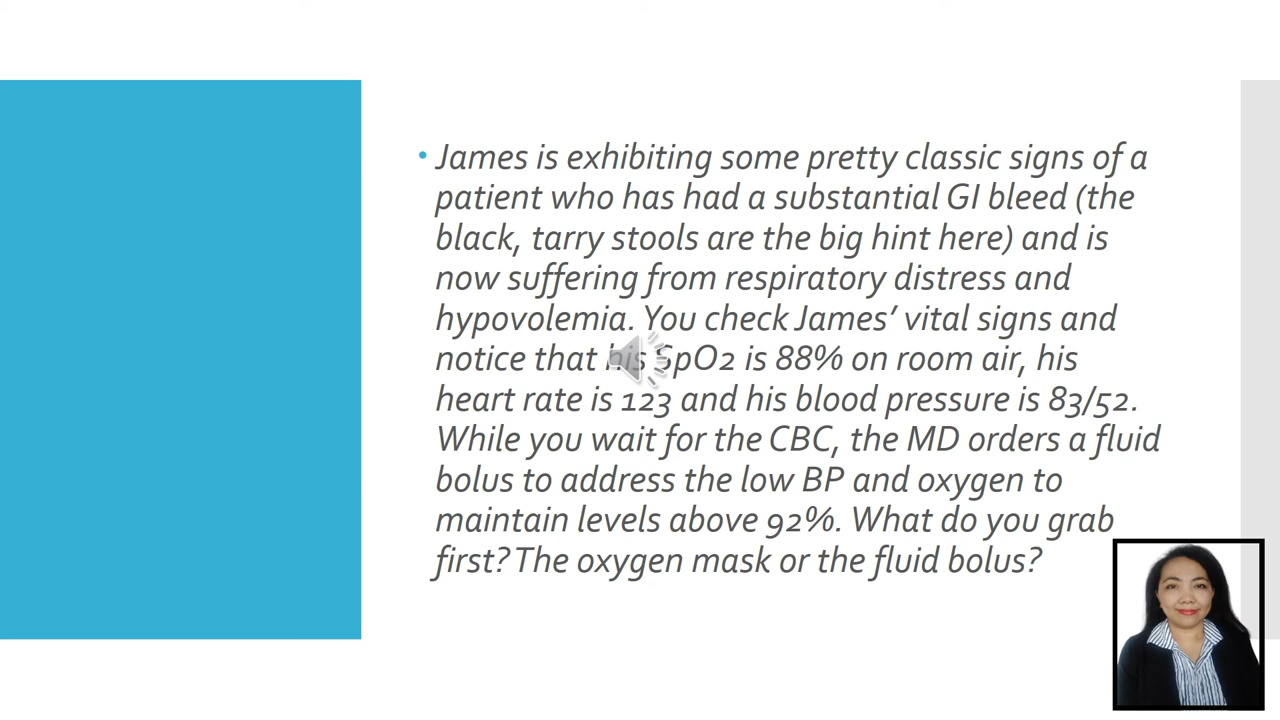 James is exhibiting some pretty classic signs of a
patient who has had a substantial GI bleed (the
black, tarry stools are the big hint here) and is
now suffering from respiratory distress and
hypovolemia. You check James’ vital signs and
notice that his SpO2 is 88% on room air, his
heart rate is 123 and his blood pressure is 83/52.
While you wait for the CBC, the MD orders a fluid
bolus to address the low BP and oxygen to
maintain levels above 92%. What do you grab
first? The oxygen mask or the fluid bolus?